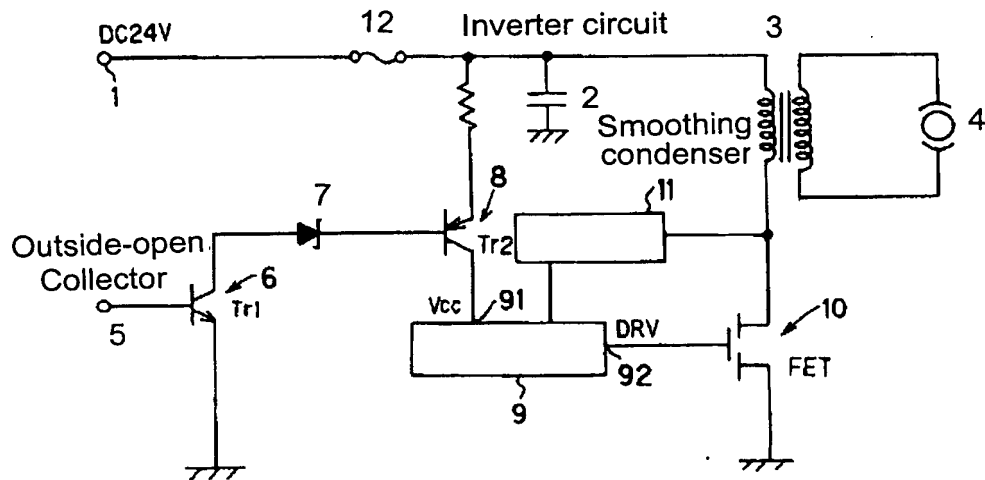 12
Inverter circuit
3
DC24V
1
2
Smoothing
condenser
4
8
11
7
Outside-open
Collector
6
Tr2
Tr1
5
Vcc
91
DRV
10
92
FET
9